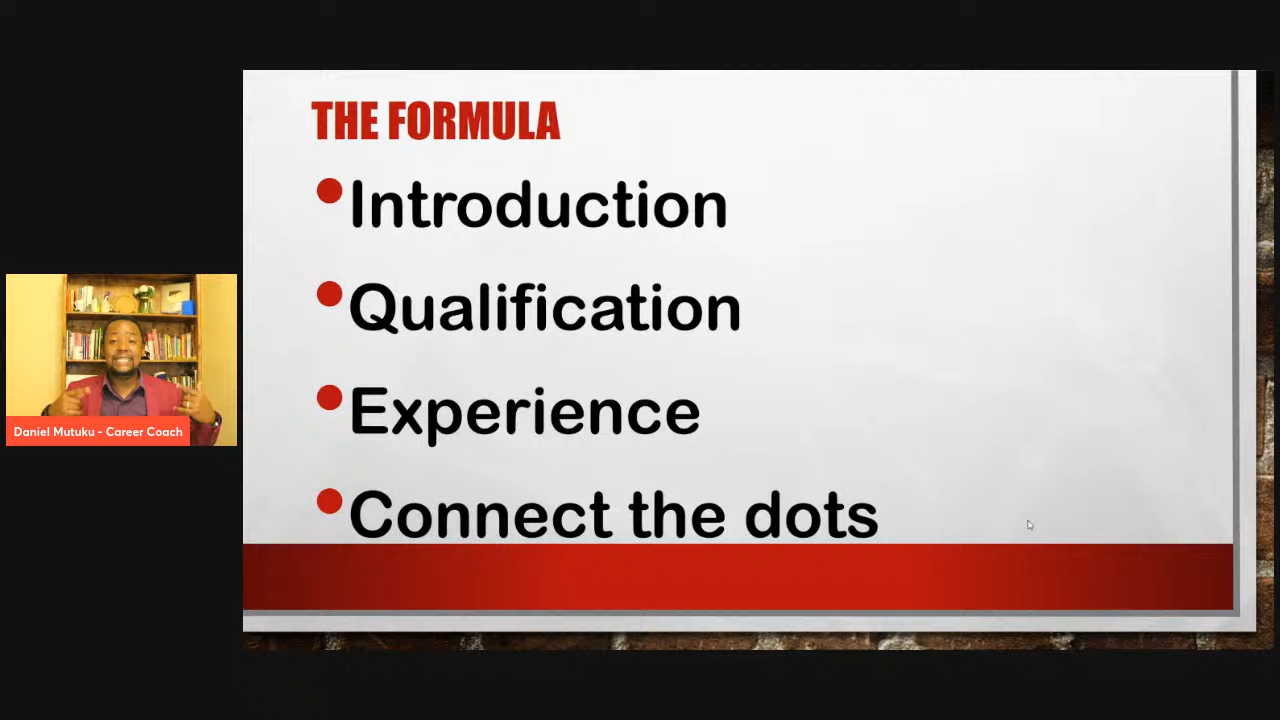 THE FORMULA
Introduction
Qualification
Experience
Connect the dots
Daniel Mutuku - Career Coach